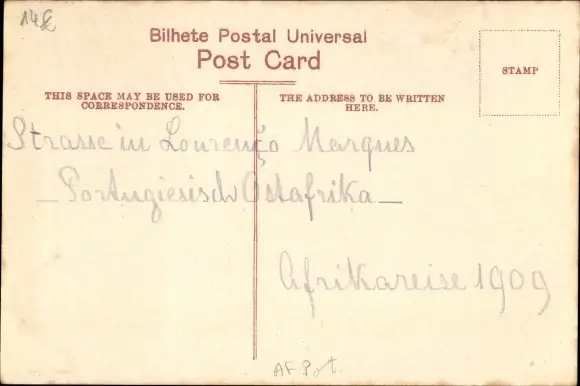 14€
Bilhete Postal Universal
Post Card
THIS SPACE MAY BE USED FOR
CORRESPONDENCE.
THE ADDRESS TO BE WRITTEN
HERE.
STAMP
Strasse in Lourenço Marques
– Portugiesisch Ostafrika –
Afrikareise 1909
AF Port.